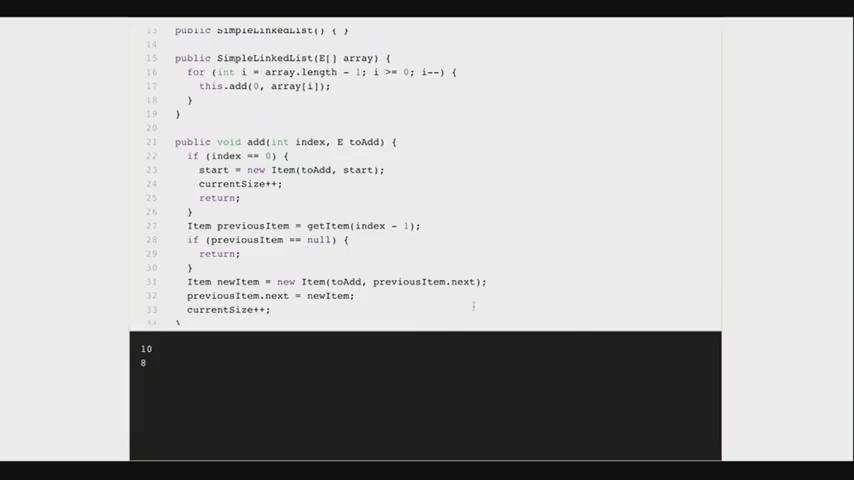 13 public SimpleLinkedList() { }
14
15 public SimpleLinkedList(E[] array) {
16 for (int i = array.length - 1; i >= 0; i--) {
17 this.add(0, array[i]);
18 }
19 }
20
21 public void add(int index, E toAdd) {
22 if (index == 0) {
23 start = new Item(toAdd, start);
24 currentSize++;
25 return;
26 }
27 Item previousItem = getItem(index - 1);
28 if (previousItem == null) {
29 return;
30 }
31 Item newItem = new Item(toAdd, previousItem.next);
32 previousItem.next = newItem;
33 currentSize++;
34 }
10
8